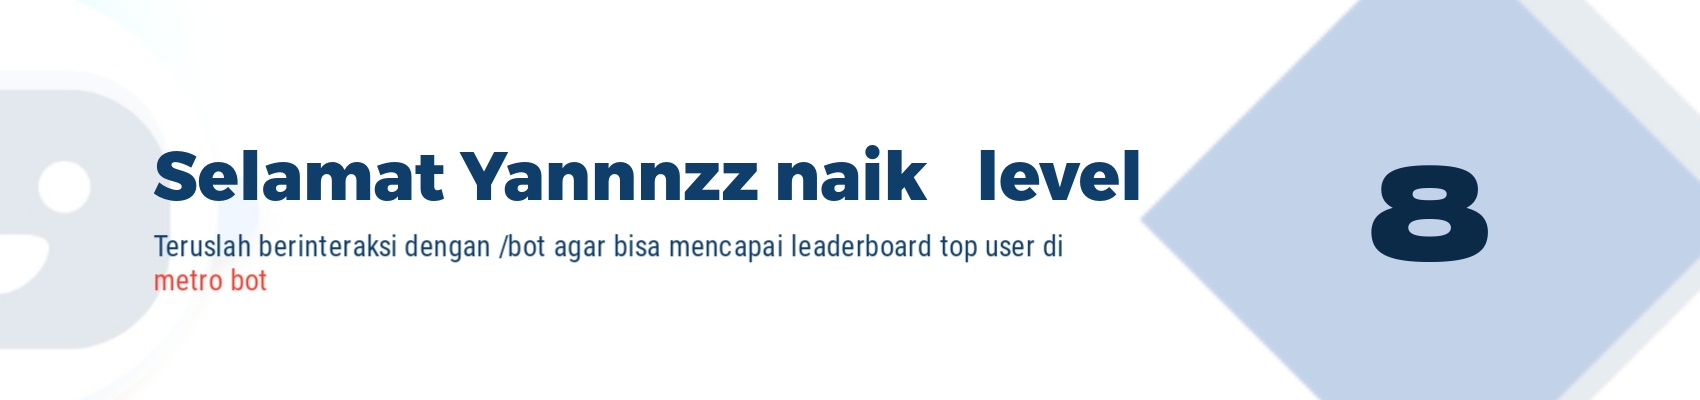 Selamat Yannnzz naik level
8
Teruslah berinteraksi dengan /bot agar bisa mencapai leaderboard top user di
metro bot